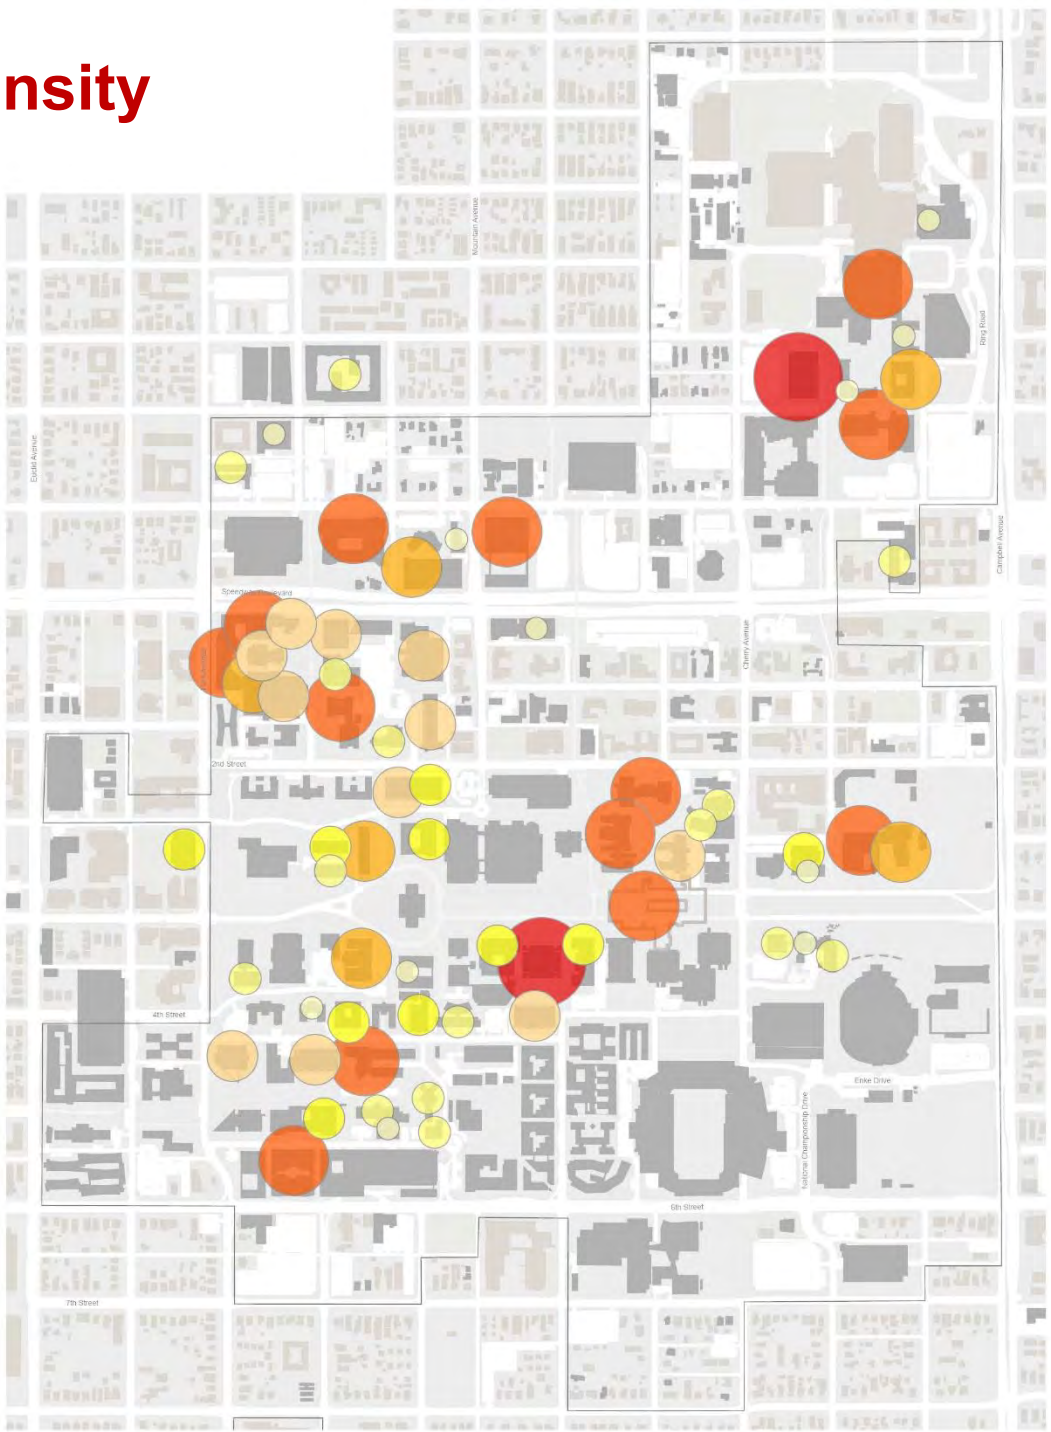 nsity
Mountain Avenue
Ring Road
Euclid Avenue
Campbell Avenue
Cherry Avenue
2nd Street
4th Street
Enke Drive
National Championship Drive
6th Street
7th Street